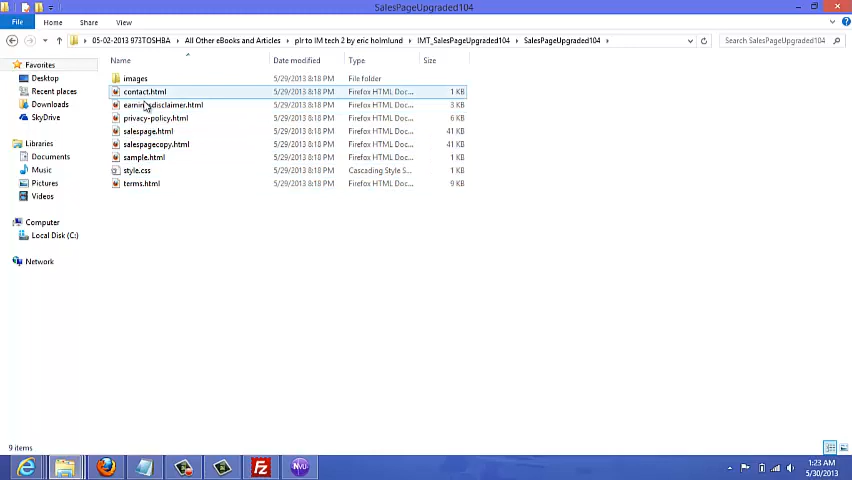 SalesPageUpgraded104
File Home Share View
05-02-2013 973TOSHBA All Other eBooks and Articles plr to IM tech 2 by eric holmlund IMT_SalesPageUpgraded104 SalesPageUpgraded104 Search SalesPageUpgraded104
Favorites
Desktop
Recent places
Downloads
SkyDrive
Libraries
Documents
Music
Pictures
Videos
Computer
Local Disk (C:)
Network
Name Date modified Type Size
images 5/29/2013 8:18 PM File folder
contact.html 5/29/2013 8:18 PM Firefox HTML Doc... 1 KB
earningsdisclaimer.html 5/29/2013 8:18 PM Firefox HTML Doc... 3 KB
privacy-policy.html 5/29/2013 8:18 PM Firefox HTML Doc... 6 KB
salespage.html 5/29/2013 8:18 PM Firefox HTML Doc... 41 KB
salespagecopy.html 5/29/2013 8:18 PM Firefox HTML Doc... 41 KB
sample.html 5/29/2013 8:18 PM Firefox HTML Doc... 1 KB
style.css 5/29/2013 8:18 PM Cascading Style S... 1 KB
terms.html 5/29/2013 8:18 PM Firefox HTML Doc... 9 KB
9 items
Fz
NVU
1:23 AM
5/30/2013